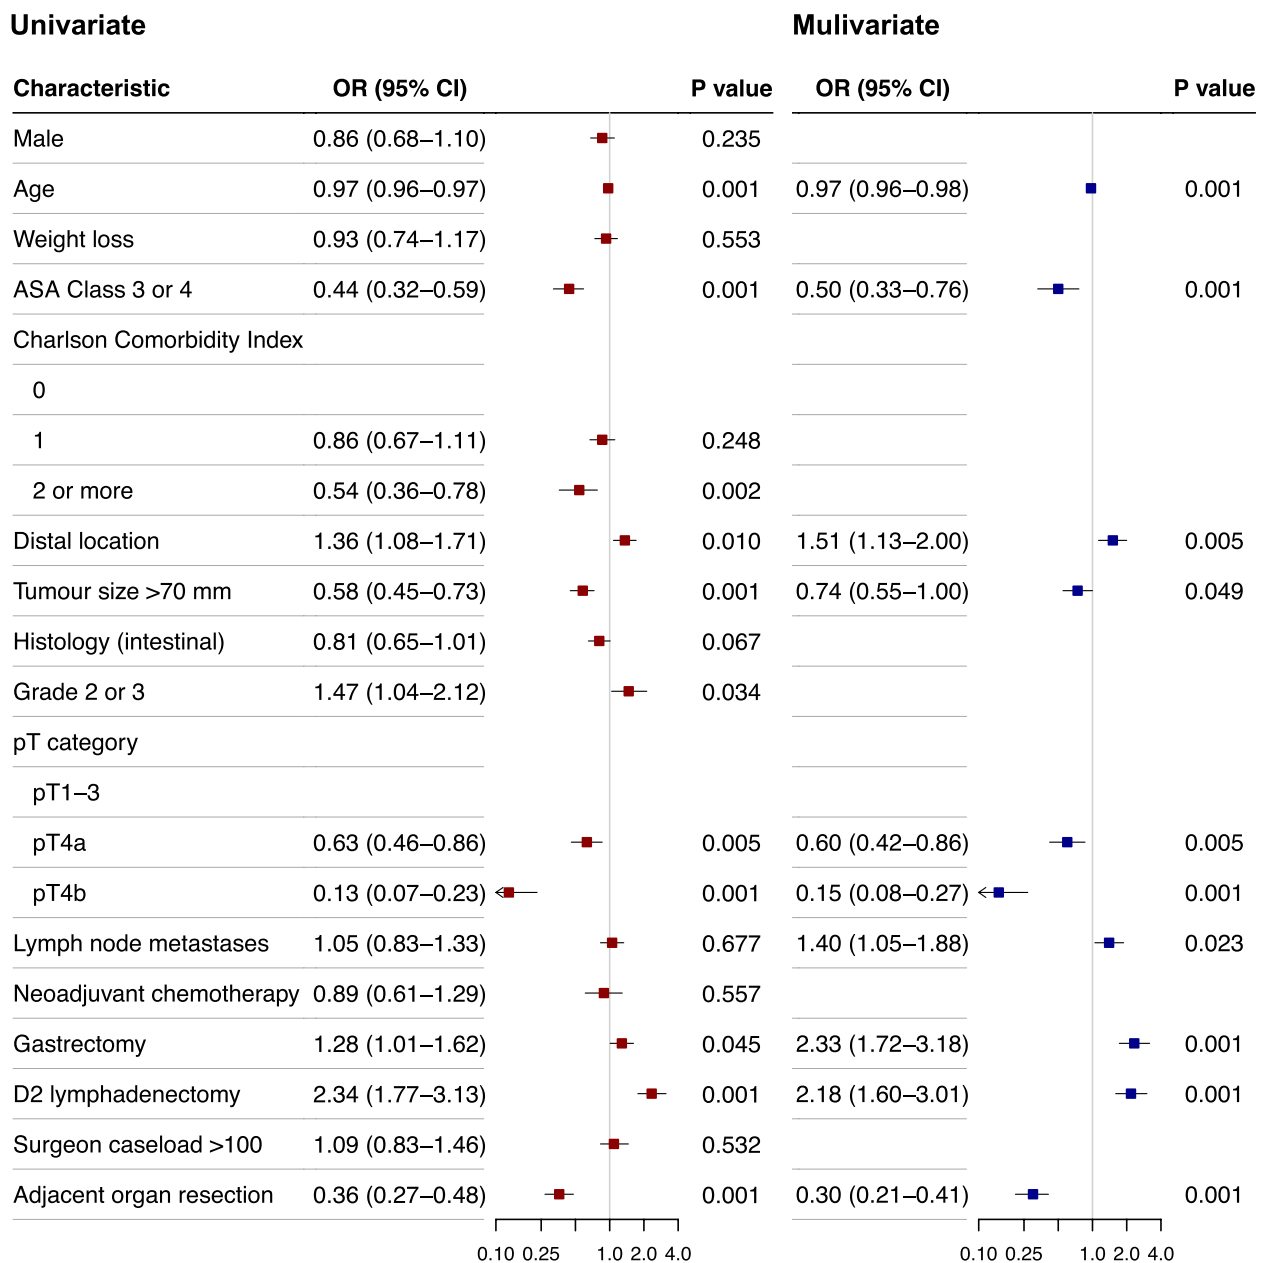 Univariate Mulivariate
Characteristic OR (95% CI) P value OR (95% CI) P value
Male 0.86 (0.68–1.10) 0.235
Age 0.97 (0.96–0.97) 0.001 0.97 (0.96–0.98) 0.001
Weight loss 0.93 (0.74–1.17) 0.553
ASA Class 3 or 4 0.44 (0.32–0.59) 0.001 0.50 (0.33–0.76) 0.001
Charlson Comorbidity Index
0
1 0.86 (0.67–1.11) 0.248
2 or more 0.54 (0.36–0.78) 0.002
Distal location 1.36 (1.08–1.71) 0.010 1.51 (1.13–2.00) 0.005
Tumour size >70 mm 0.58 (0.45–0.73) 0.001 0.74 (0.55–1.00) 0.049
Histology (intestinal) 0.81 (0.65–1.01) 0.067
Grade 2 or 3 1.47 (1.04–2.12) 0.034
pT category
pT1–3
pT4a 0.63 (0.46–0.86) 0.005 0.60 (0.42–0.86) 0.005
pT4b 0.13 (0.07–0.23) 0.001 0.15 (0.08–0.27) 0.001
Lymph node metastases 1.05 (0.83–1.33) 0.677 1.40 (1.05–1.88) 0.023
Neoadjuvant chemotherapy 0.89 (0.61–1.29) 0.557
Gastrectomy 1.28 (1.01–1.62) 0.045 2.33 (1.72–3.18) 0.001
D2 lymphadenectomy 2.34 (1.77–3.13) 0.001 2.18 (1.60–3.01) 0.001
Surgeon caseload >100 1.09 (0.83–1.46) 0.532
Adjacent organ resection 0.36 (0.27–0.48) 0.001 0.30 (0.21–0.41) 0.001
0.10 0.25 1.0 2.0 4.0 0.10 0.25 1.0 2.0 4.0